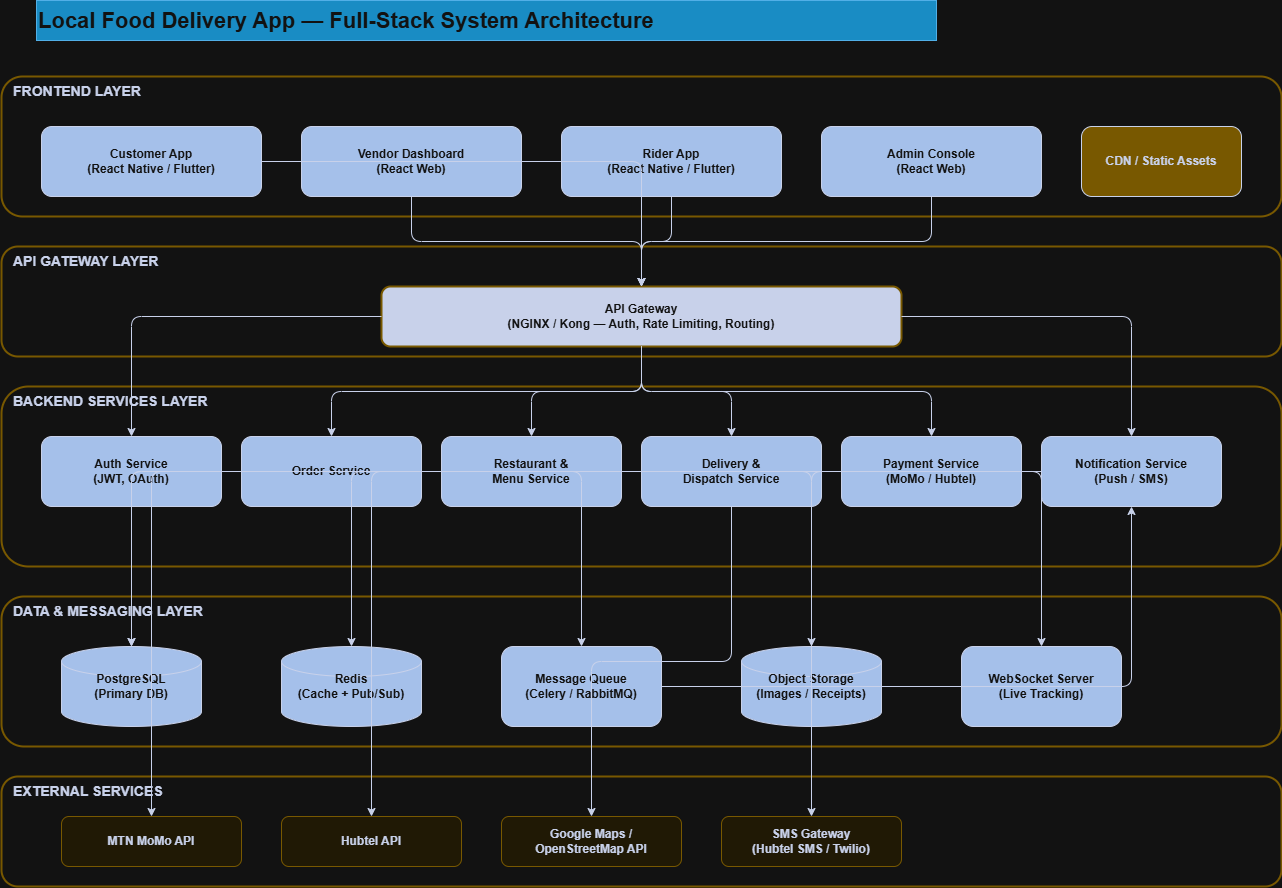 Local Food Delivery App — Full-Stack System Architecture
FRONTEND LAYER
Customer App
(React Native / Flutter)
Vendor Dashboard
(React Web)
Rider App
(React Native / Flutter)
Admin Console
(React Web)
CDN / Static Assets
API GATEWAY LAYER
API Gateway
(NGINX / Kong — Auth, Rate Limiting, Routing)
BACKEND SERVICES LAYER
Auth Service
(JWT, OAuth)
Order Service
Restaurant &
Menu Service
Delivery &
Dispatch Service
Payment Service
(MoMo / Hubtel)
Notification Service
(Push / SMS)
DATA & MESSAGING LAYER
PostgreSQL
(Primary DB)
Redis
(Cache + Pub/Sub)
Message Queue
(Celery / RabbitMQ)
Object Storage
(Images / Receipts)
WebSocket Server
(Live Tracking)
EXTERNAL SERVICES
MTN MoMo API
Hubtel API
Google Maps /
OpenStreetMap API
SMS Gateway
(Hubtel SMS / Twilio)